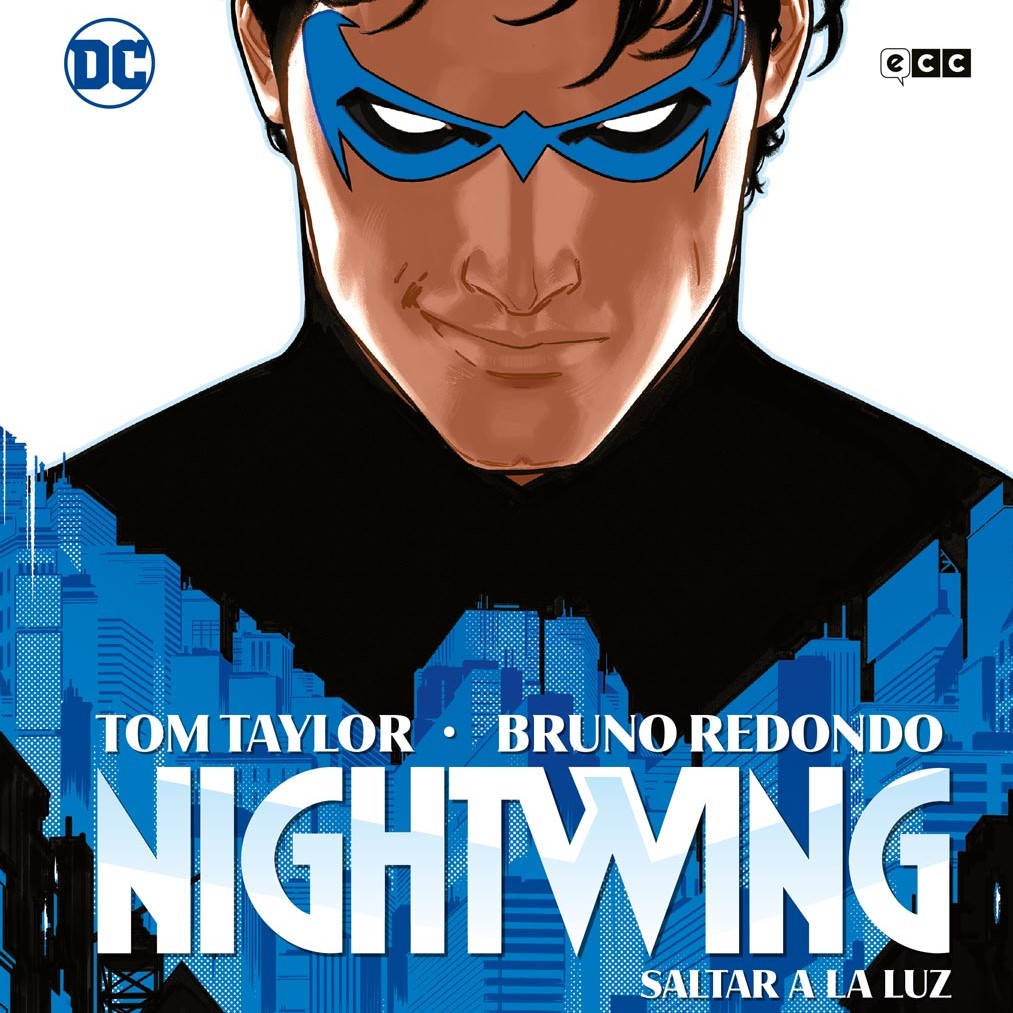 DC
ecc
TOM TAYLOR • BRUNO REDONDO
NIGHTWING
SALTAR A LA LUZ